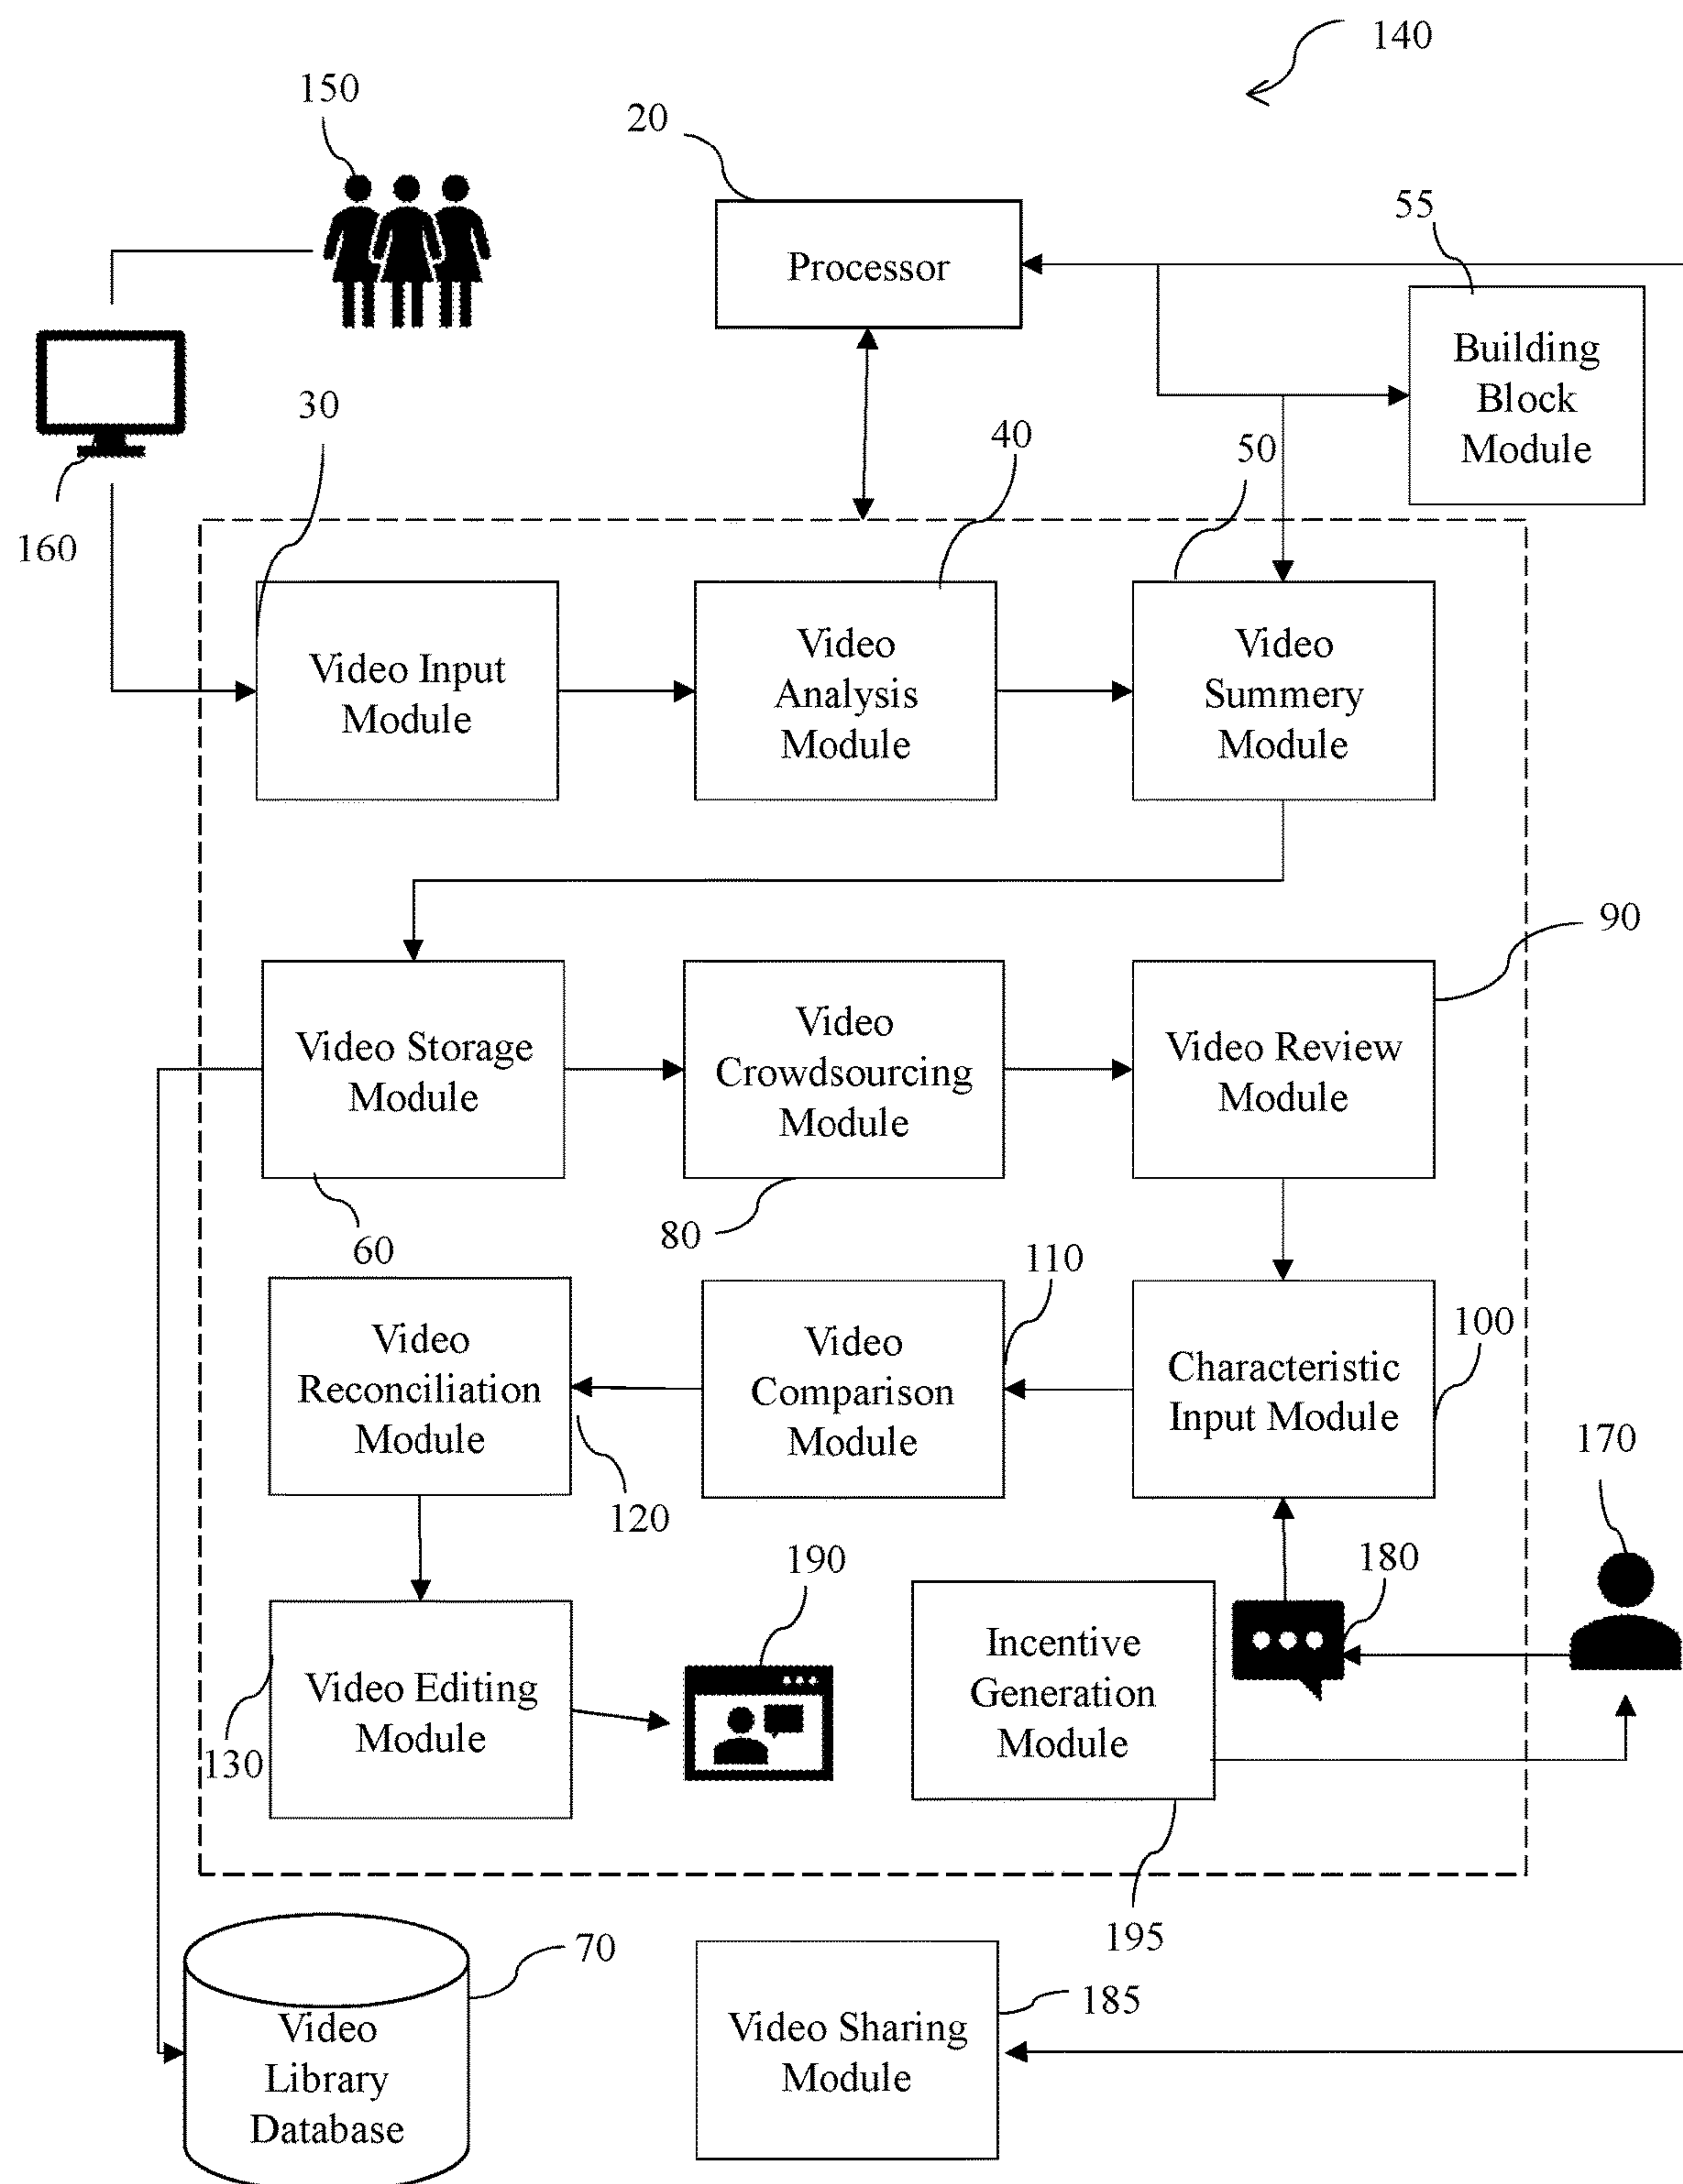 140
150
20
55
Processor
Building
Block
Module
30
40
50
160
Video Input
Module
Video
Analysis
Module
Video
Summery
Module
90
Video Storage
Module
Video
Crowdsourcing
Module
Video Review
Module
60
80
110
100
Video
Reconciliation
Module
Video
Comparison
Module
Characteristic
Input Module
170
120
190
180
Video Editing
Module
Incentive
Generation
Module
130
195
70
185
Video
Library
Database
Video Sharing
Module